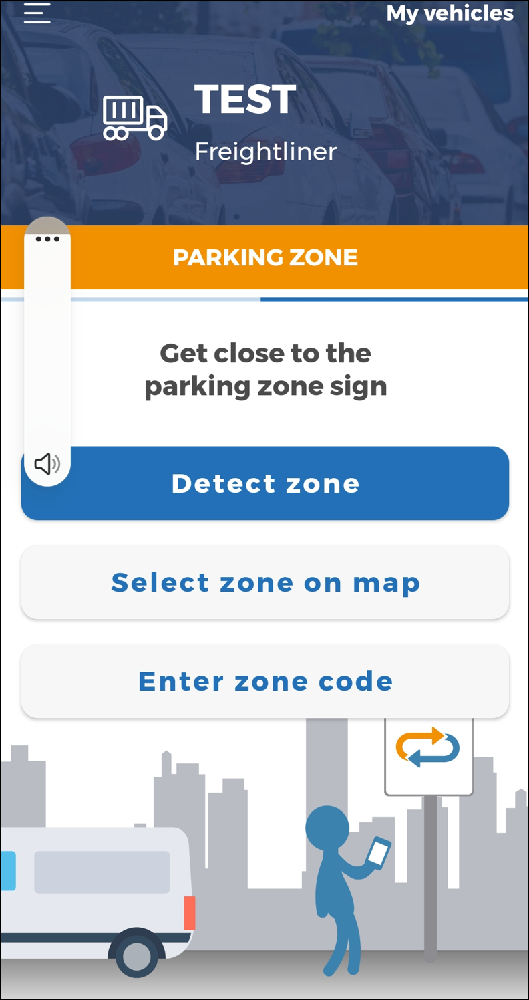 My vehicles
TEST
Freightliner
PARKING ZONE
Get close to the
parking zone sign
Detect zone
Select zone on map
Enter zone code